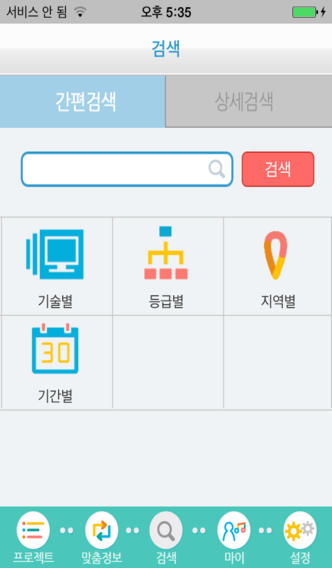 서비스 안 됨 오후 5:35
검색
간편검색 상세검색
검색
기술별 등급별 지역별
30
기간별
프로젝트 맞춤정보 검색 마이 설정